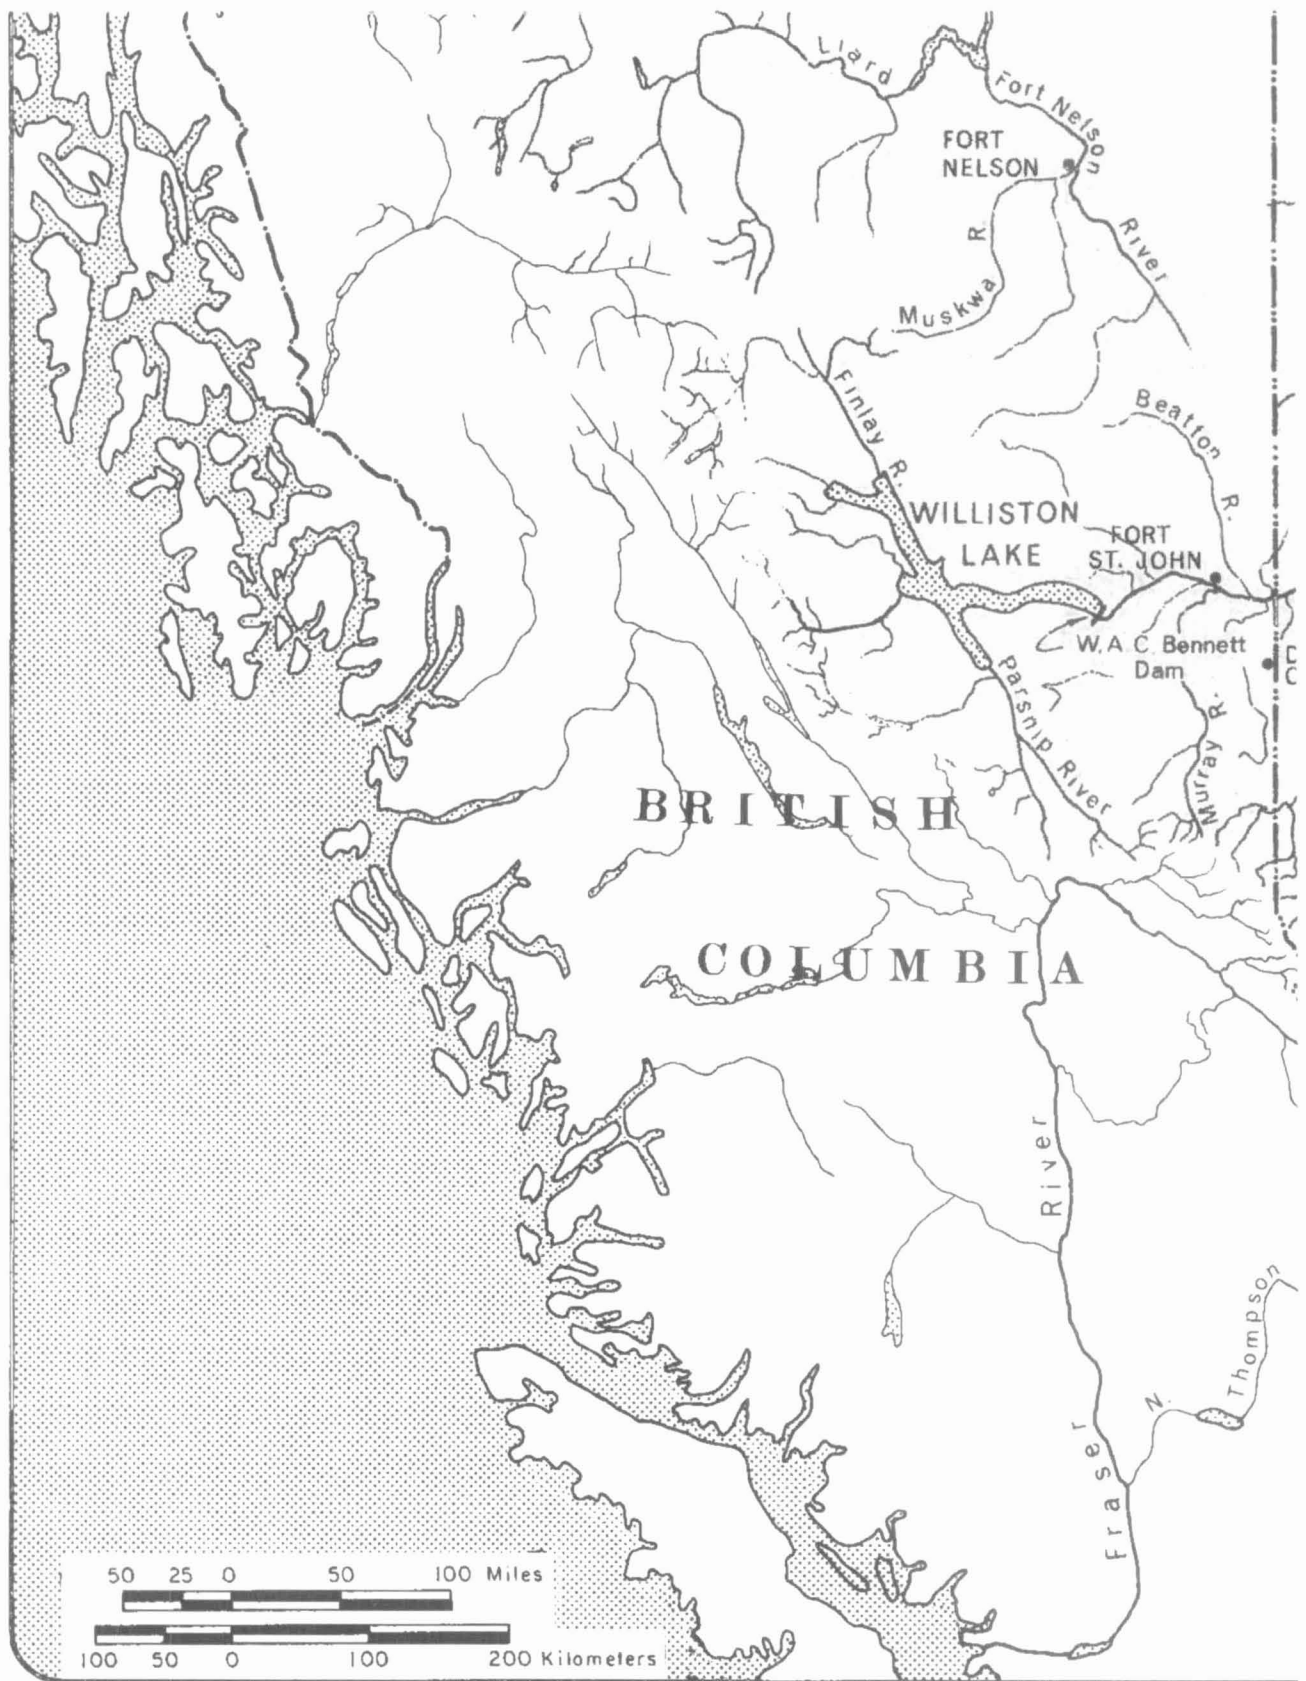 Liard
Fort Nelson
River
FORT
NELSON
Muskwa R.
Finlay R.
Beatton R.
WILLISTON
LAKE
FORT
ST. JOHN
W.A.C. Bennett
Dam
D
C
Parsnip River
Murray R.
BRITISH
COLUMBIA
Fraser River
N. Thompson
50 25 0 50 100 Miles
100 50 0 100 200 Kilometers